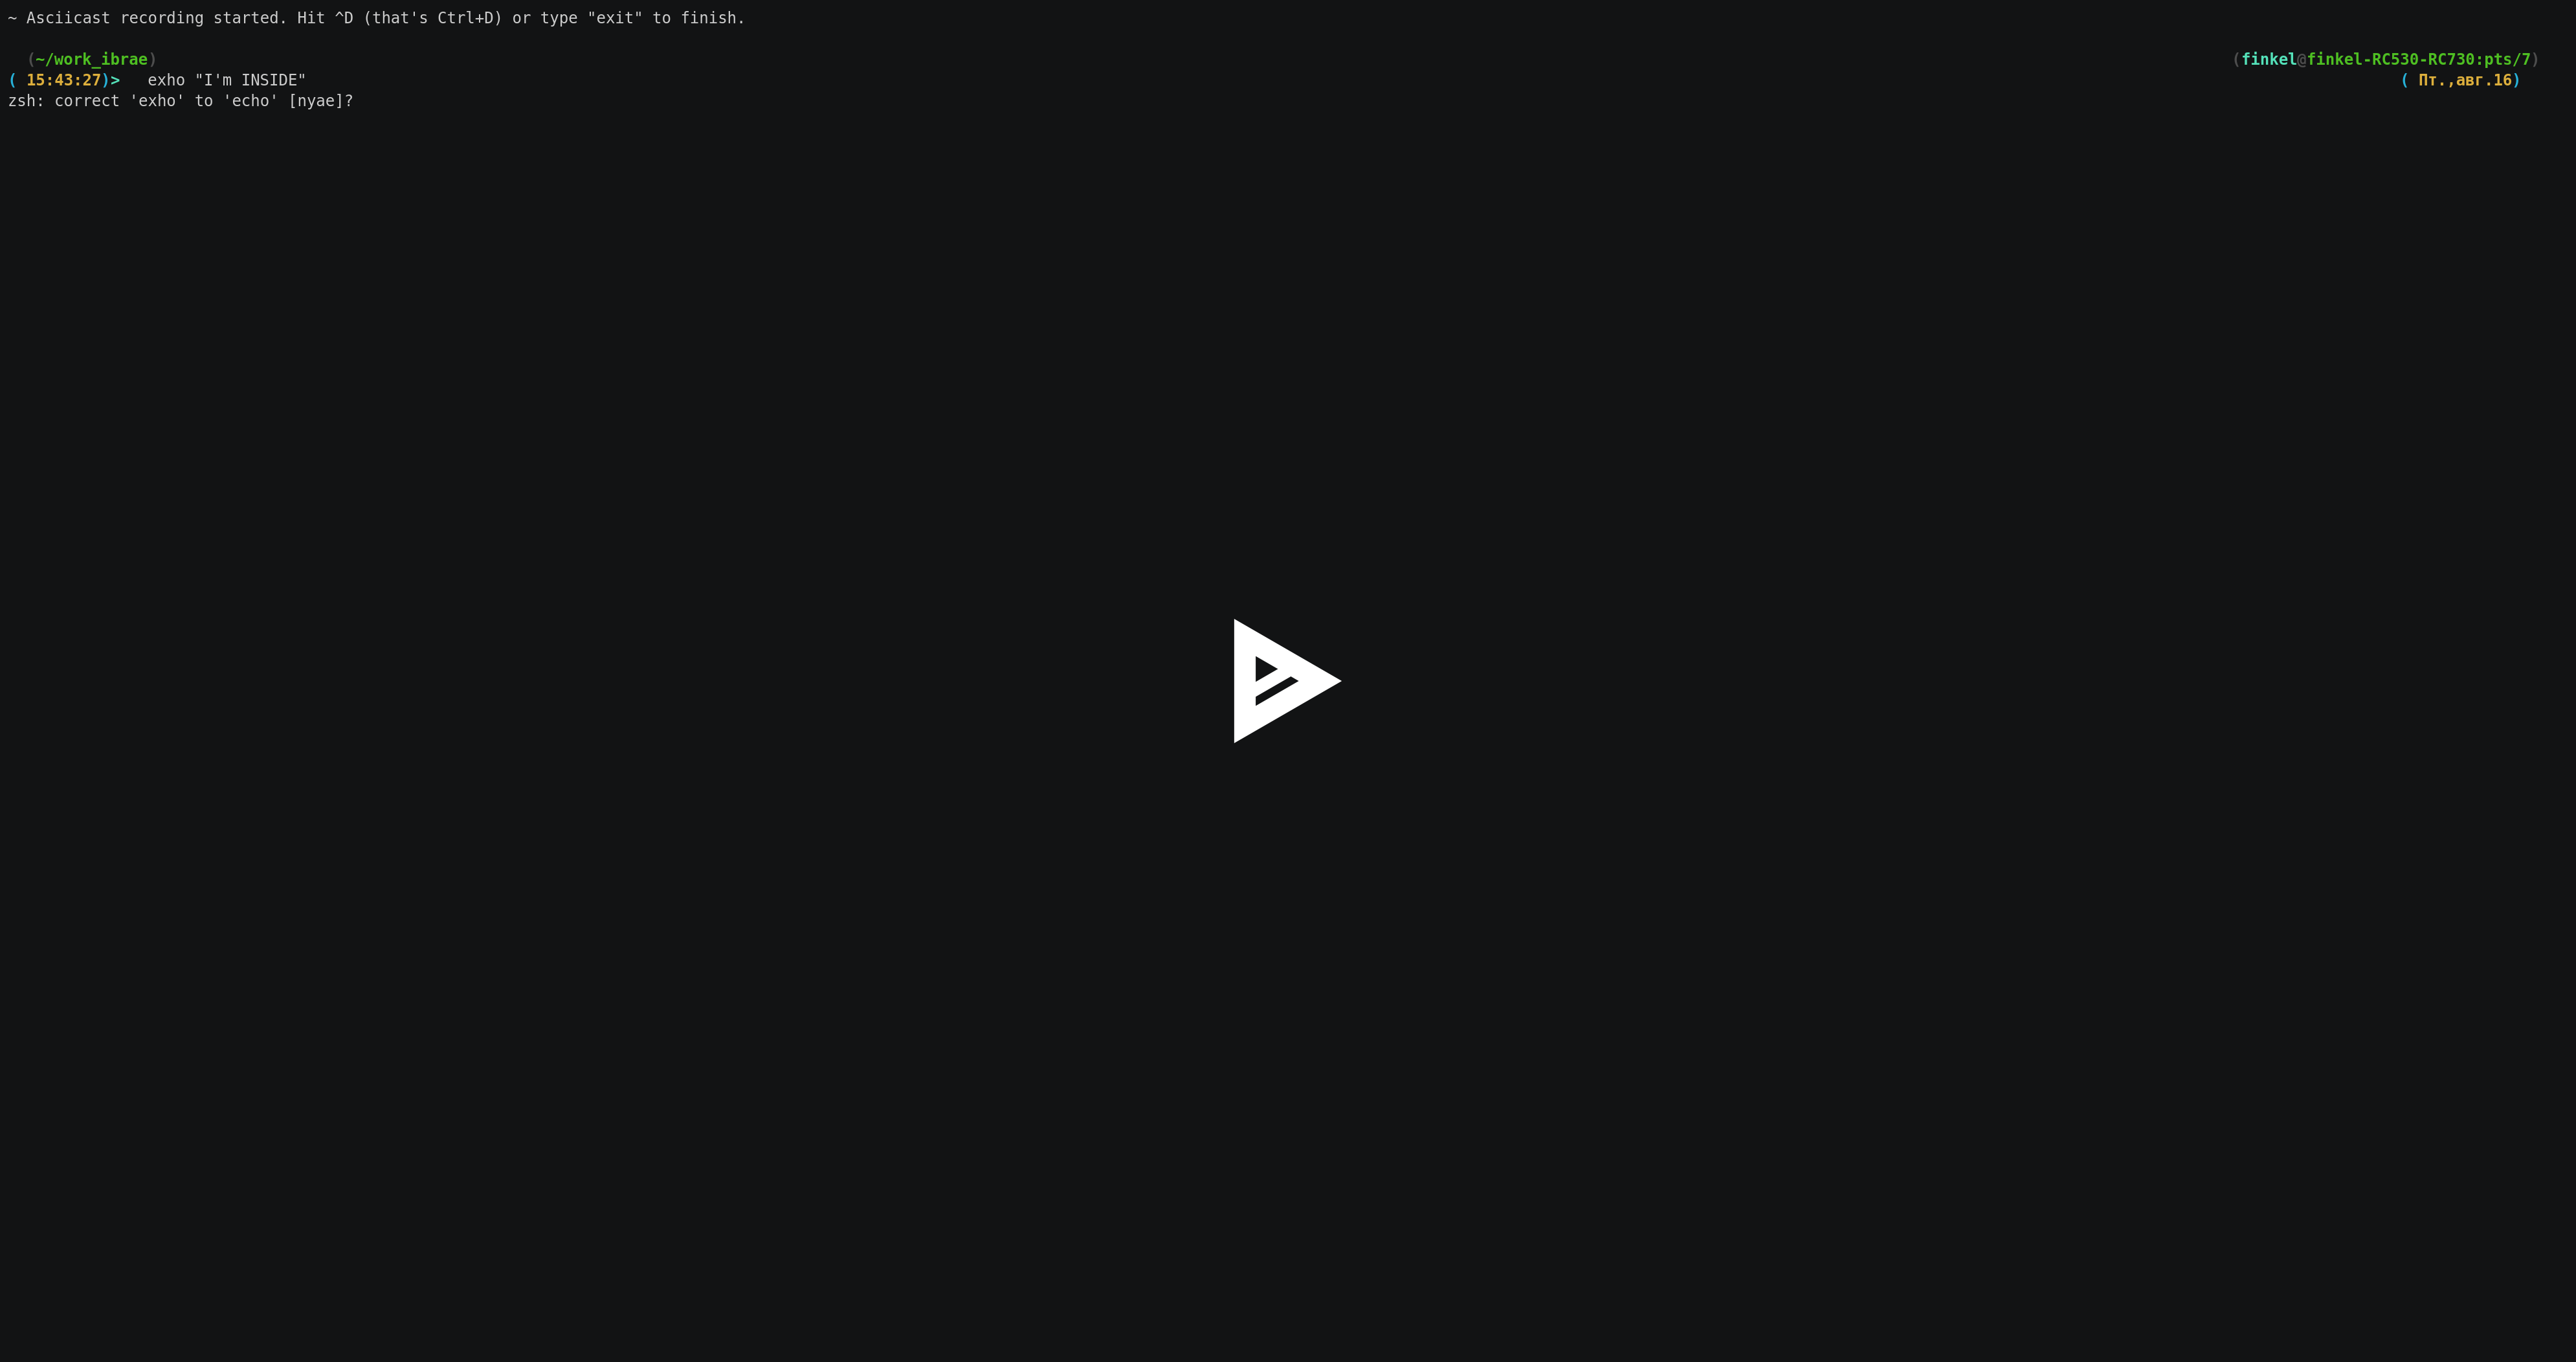 ~ Asciicast recording started. Hit ^D (that's Ctrl+D) or type "exit" to finish.
(~/work_ibrae) (finkel@finkel-RC530-RC730:pts/7)
( 15:43:27)> exho "I'm INSIDE" ( Пт.,авг.16)
zsh: correct 'exho' to 'echo' [nyae]?